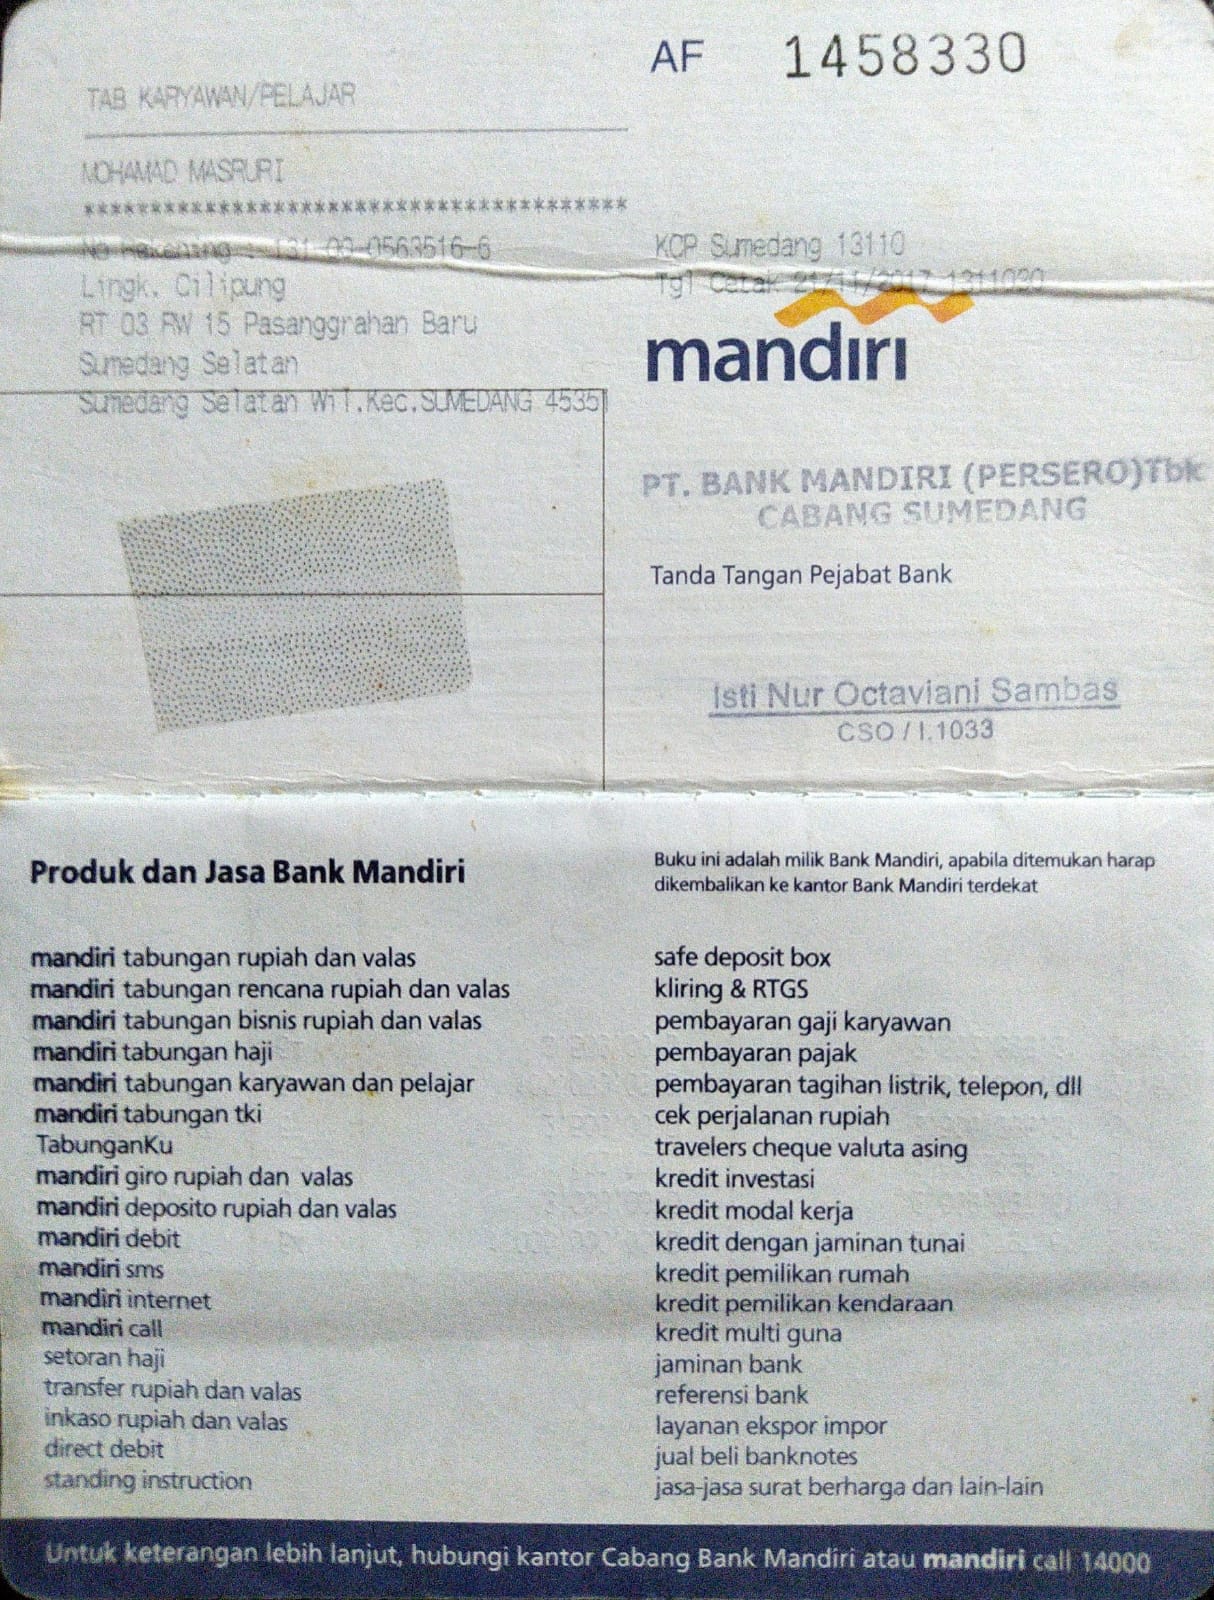 AF 1458330
TAB KARYAWAN/PELAJAR
MOHAMAD MASRURI
****************************************
No Rekening : 131-00-0563516-6
Lingk. Cilipung
RT 03 RW 15 Pasanggrahan Baru
Sumedang Selatan
Sumedang Selatan Wil.Kec.SUMEDANG 4535
KCP Sumedang 13110
Tgl Cetak 21/11/2017 1311030
mandiri
PT. BANK MANDIRI (PERSERO)Tbk
CABANG SUMEDANG
Tanda Tangan Pejabat Bank
Isti Nur Octaviani Sambas
CSO / I.1033
Produk dan Jasa Bank Mandiri
mandiri tabungan rupiah dan valas
mandiri tabungan rencana rupiah dan valas
mandiri tabungan bisnis rupiah dan valas
mandiri tabungan haji
mandiri tabungan karyawan dan pelajar
mandiri tabungan tki
TabunganKu
mandiri giro rupiah dan valas
mandiri deposito rupiah dan valas
mandiri debit
mandiri sms
mandiri internet
mandiri call
setoran haji
transfer rupiah dan valas
inkaso rupiah dan valas
direct debit
standing instruction
Buku ini adalah milik Bank Mandiri, apabila ditemukan harap
dikembalikan ke kantor Bank Mandiri terdekat
safe deposit box
kliring & RTGS
pembayaran gaji karyawan
pembayaran pajak
pembayaran tagihan listrik, telepon, dll
cek perjalanan rupiah
travelers cheque valuta asing
kredit investasi
kredit modal kerja
kredit dengan jaminan tunai
kredit pemilikan rumah
kredit pemilikan kendaraan
kredit multi guna
jaminan bank
referensi bank
layanan ekspor impor
jual beli banknotes
jasa-jasa surat berharga dan lain-lain
Untuk keterangan lebih lanjut, hubungi kantor Cabang Bank Mandiri atau mandiri call 14000